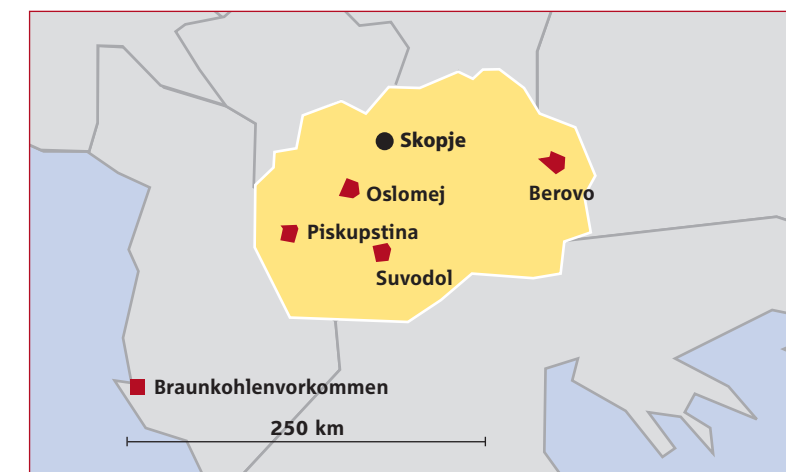 Skopje
Oslomej
Berovo
Piskupstina
Suvodol
Braunkohlenvorkommen
250 km